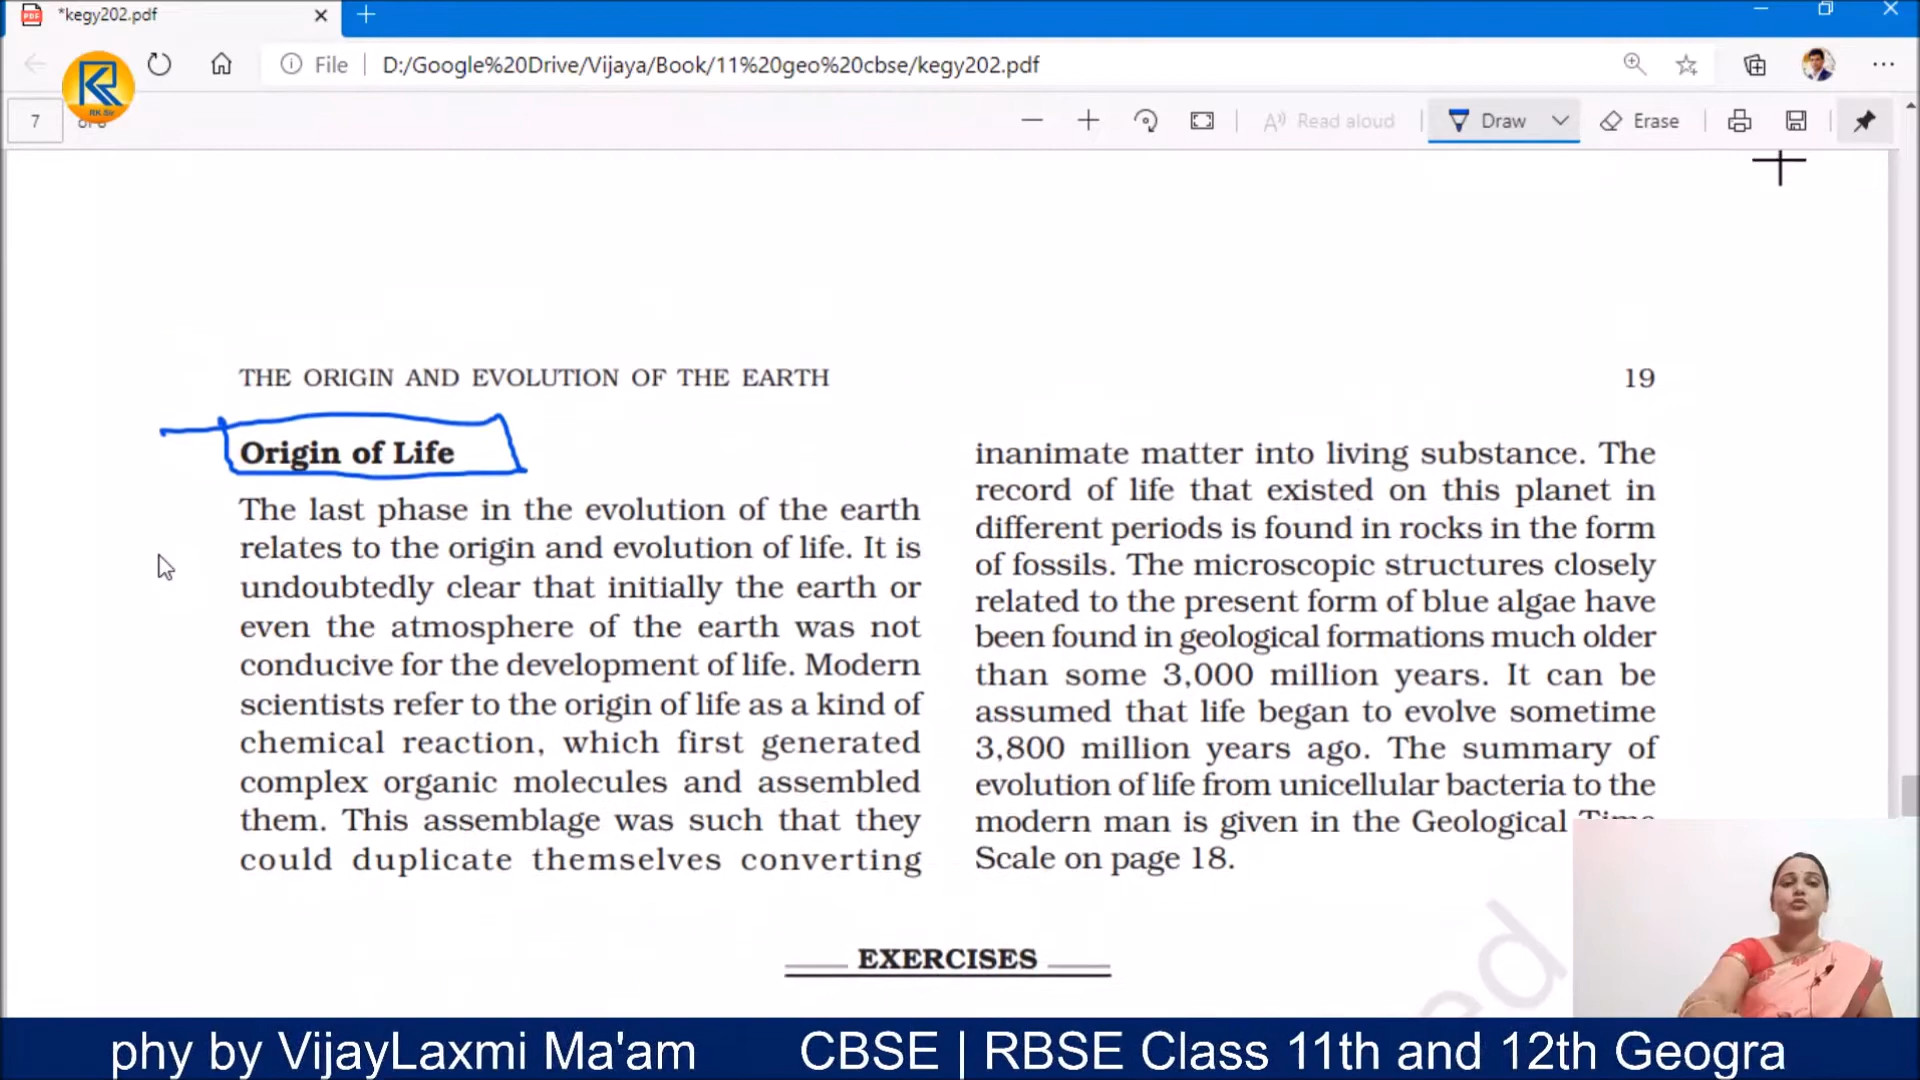 *kegy202.pdf
File
D:/Google%20Drive/Vijaya/Book/11%20geo%20cbse/kegy202.pdf
RK Sir
7
Read aloud
Draw
Erase
THE ORIGIN AND EVOLUTION OF THE EARTH
19
Origin of Life
The last phase in the evolution of the earth
relates to the origin and evolution of life. It is
undoubtedly clear that initially the earth or
even the atmosphere of the earth was not
conducive for the development of life. Modern
scientists refer to the origin of life as a kind of
chemical reaction, which first generated
complex organic molecules and assembled
them. This assemblage was such that they
could duplicate themselves converting
inanimate matter into living substance. The
record of life that existed on this planet in
different periods is found in rocks in the form
of fossils. The microscopic structures closely
related to the present form of blue algae have
been found in geological formations much older
than some 3,000 million years. It can be
assumed that life began to evolve sometime
3,800 million years ago. The summary of
evolution of life from unicellular bacteria to the
modern man is given in the Geological Time
Scale on page 18.
EXERCISES
ed
phy by VijayLaxmi Ma'am
CBSE | RBSE Class 11th and 12th Geogra